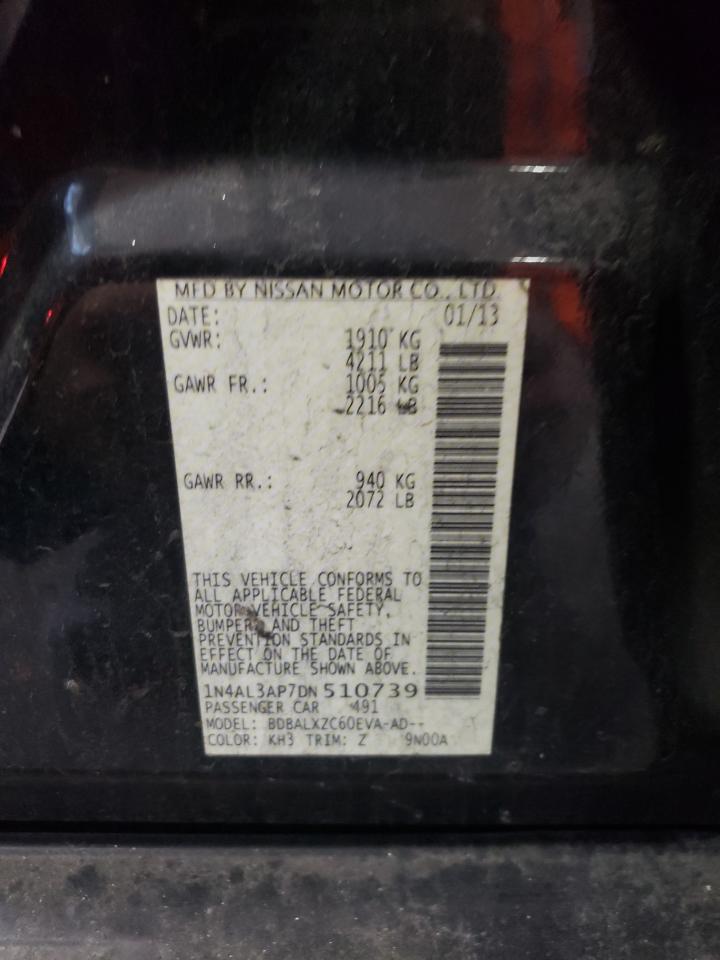 MFD BY NISSAN MOTOR CO., LTD.
DATE: 01/13
GVWR: 1910 KG
4211 LB
GAWR FR.: 1005 KG
2216 LB
GAWR RR.: 940 KG
2072 LB
THIS VEHICLE CONFORMS TO
ALL APPLICABLE FEDERAL
MOTOR VEHICLE SAFETY,
BUMPER, AND THEFT
PREVENTION STANDARDS IN
EFFECT ON THE DATE OF
MANUFACTURE SHOWN ABOVE.
1N4AL3AP7DN510739
PASSENGER CAR 491
MODEL: BDBALXZC60EVA-AD-- T
COLOR: KH3 TRIM: Z 9N00A